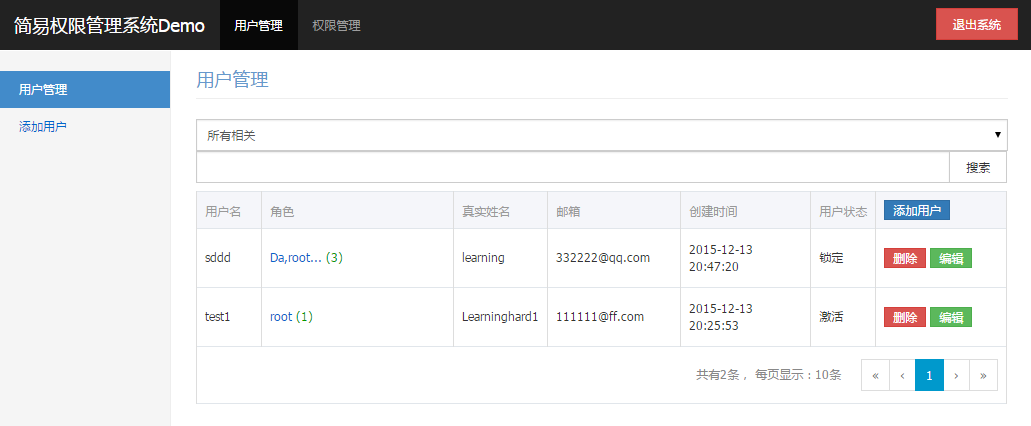 简易权限管理系统Demo 用户管理 权限管理 退出系统
用户管理
添加用户
用户管理
所有相关
搜索
用户名 角色 真实姓名 邮箱 创建时间 用户状态 添加用户
sddd Da,root... (3) learning 332222@qq.com 2015-12-13 20:47:20 锁定 删除 编辑
test1 root (1) Learninghard1 111111@ff.com 2015-12-13 20:25:53 激活 删除 编辑
共有2条， 每页显示：10条 « ‹ 1 › »